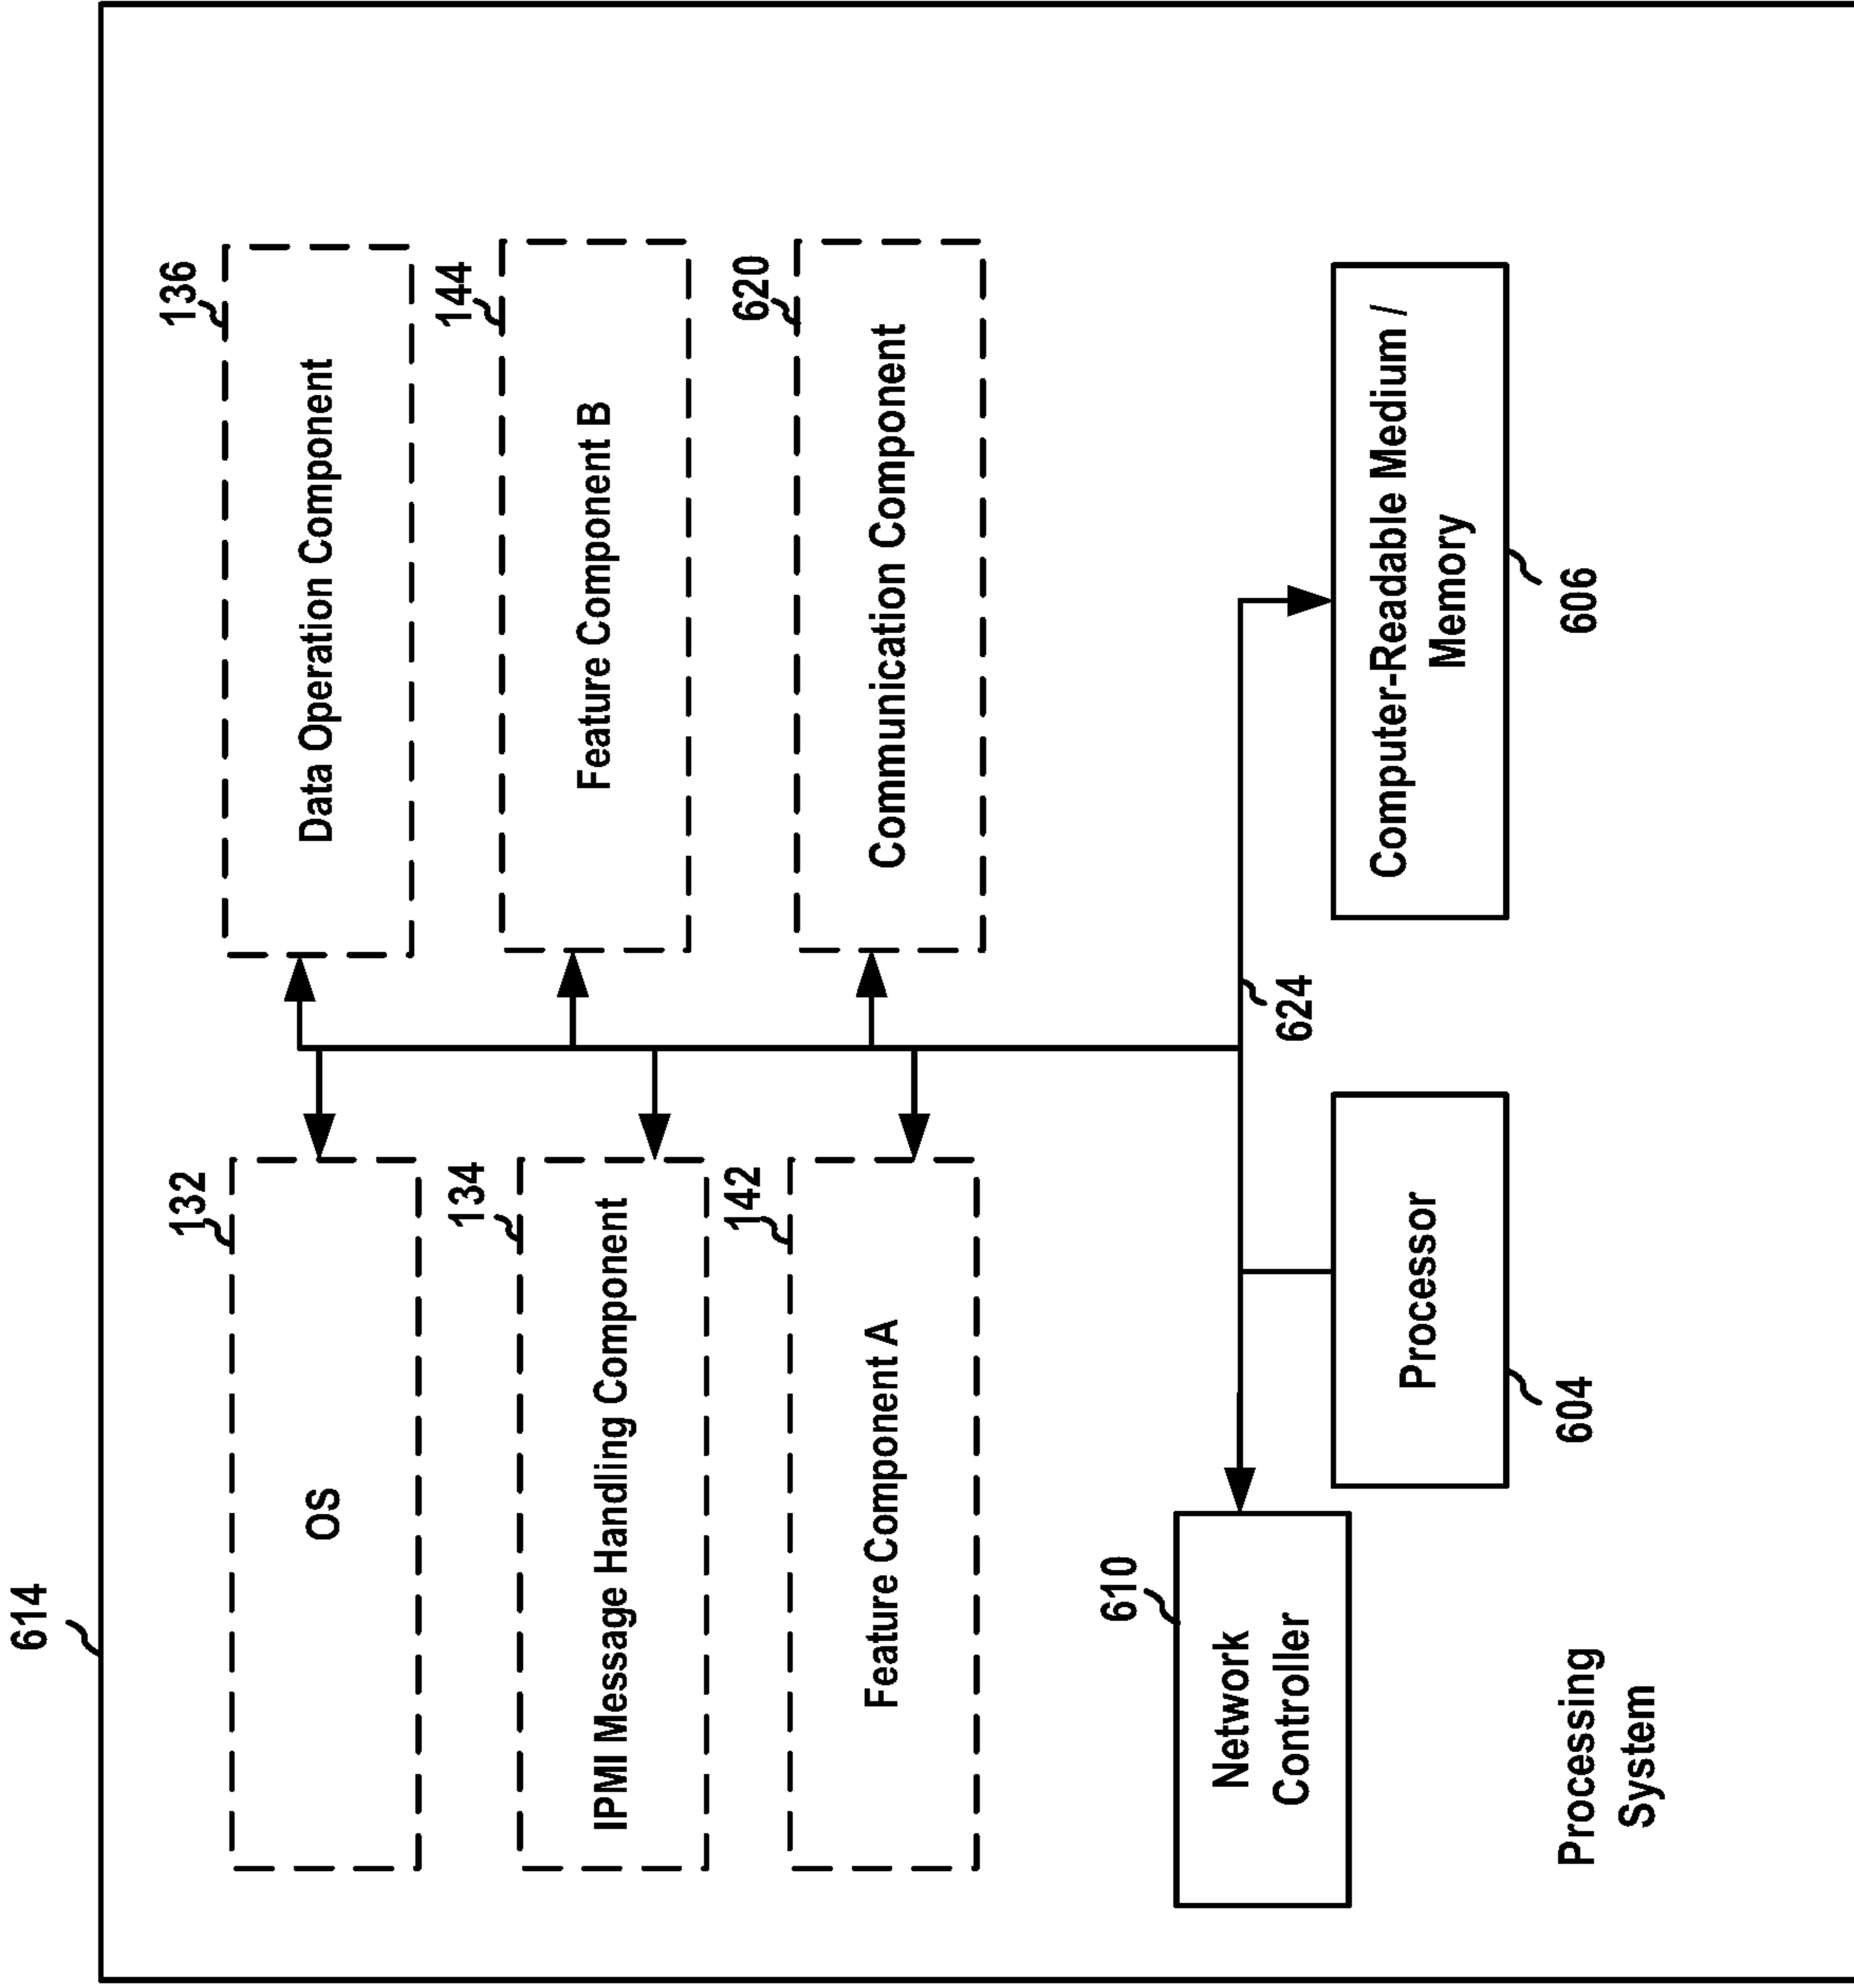 614
132
OS
136
Data Operation Component
134
IPMI Message Handling Component
144
Feature Component B
142
Feature Component A
620
Communication Component
610
Network
Controller
624
Processor
604
Computer-Readable Medium /
Memory
606
Processing
System